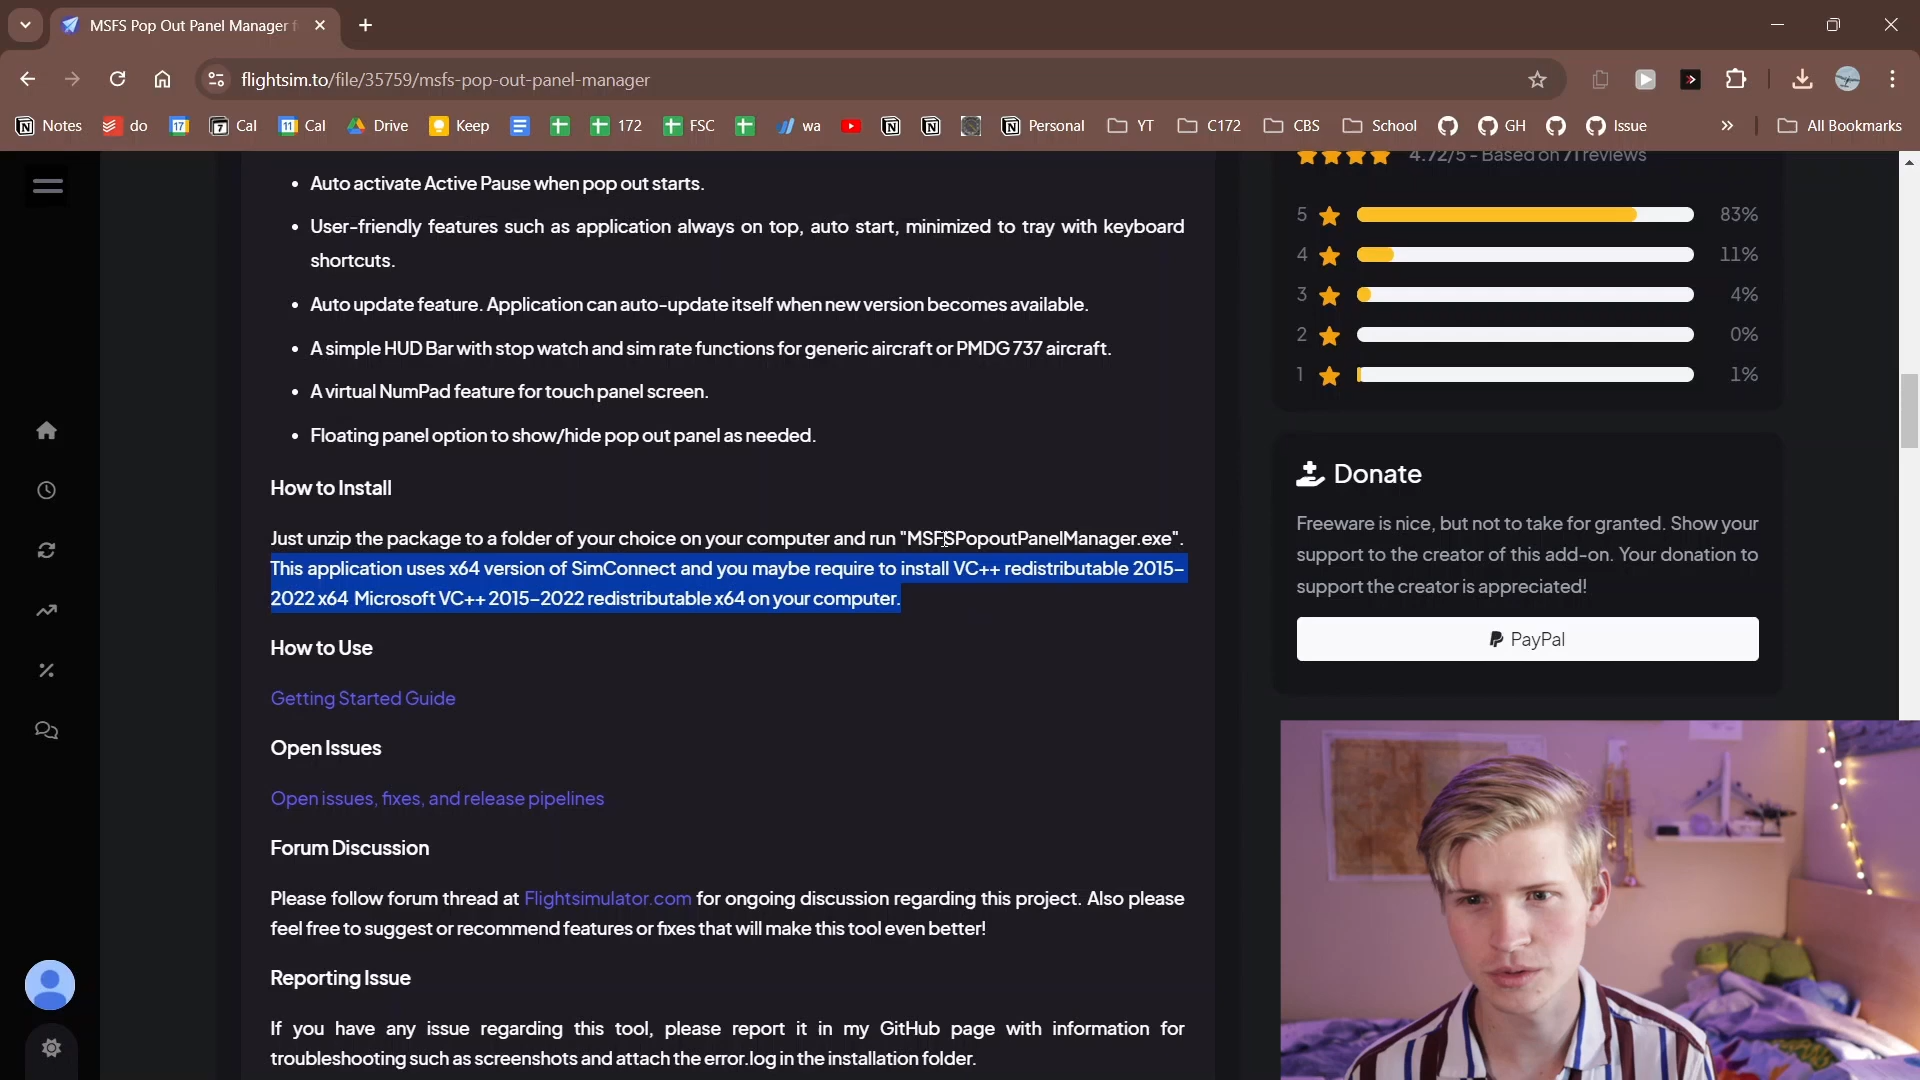 MSFS Pop Out Panel Manager f
flightsim.to/file/35759/msfs-pop-out-panel-manager
Notes do 17 7 Cal 11 Cal Drive Keep 172 FSC wa Personal YT C172 CBS School GH Issue » All Bookmarks
• Auto activate Active Pause when pop out starts.
• User-friendly features such as application always on top, auto start, minimized to tray with keyboard
shortcuts.
• Auto update feature. Application can auto-update itself when new version becomes available.
• A simple HUD Bar with stop watch and sim rate functions for generic aircraft or PMDG 737 aircraft.
• A virtual NumPad feature for touch panel screen.
• Floating panel option to show/hide pop out panel as needed.
How to Install
Just unzip the package to a folder of your choice on your computer and run "MSFSPopoutPanelManager.exe".
This application uses x64 version of SimConnect and you maybe require to install VC++ redistributable 2015-
2022 x64 Microsoft VC++ 2015-2022 redistributable x64 on your computer.
How to Use
Getting Started Guide
Open Issues
Open issues, fixes, and release pipelines
Forum Discussion
Please follow forum thread at Flightsimulator.com for ongoing discussion regarding this project. Also please
feel free to suggest or recommend features or fixes that will make this tool even better!
Reporting Issue
If you have any issue regarding this tool, please report it in my GitHub page with information for
troubleshooting such as screenshots and attach the error.log in the installation folder.
4.72/5 - Based on 71 reviews
5 83%
4 11%
3 4%
2 0%
1 1%
Donate
Freeware is nice, but not to take for granted. Show your
support to the creator of this add-on. Your donation to
support the creator is appreciated!
PayPal